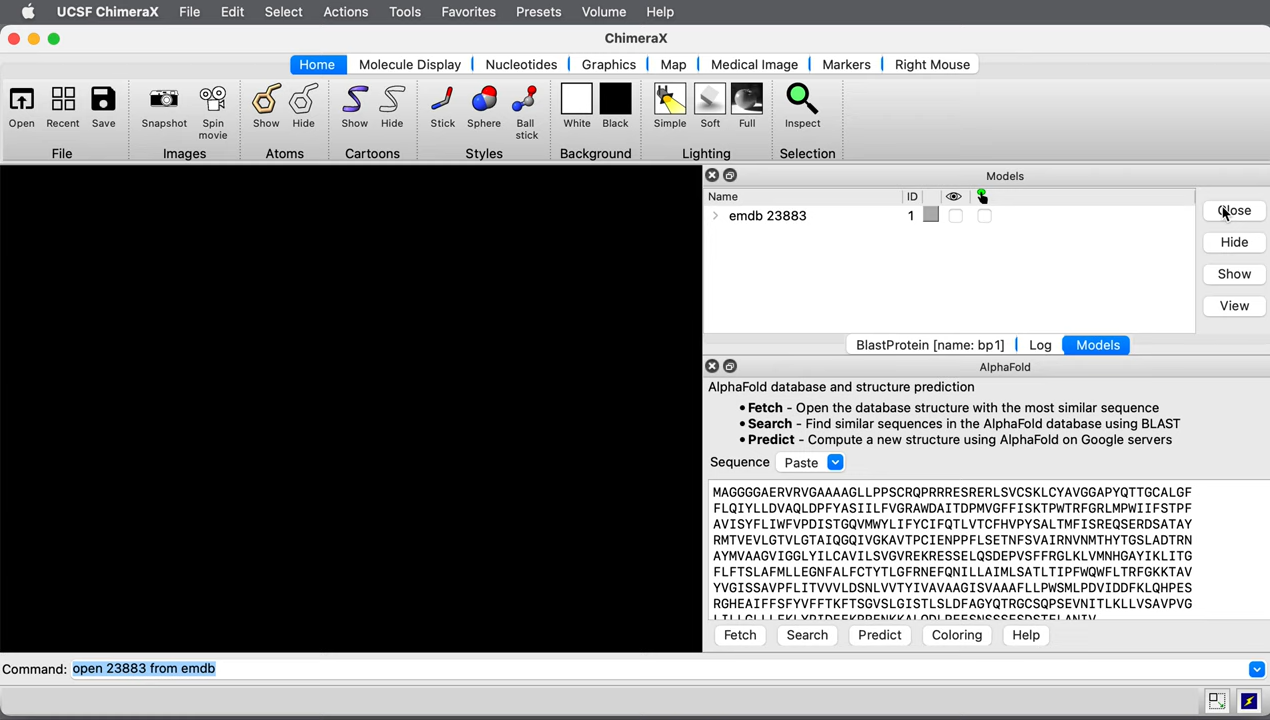 UCSF ChimeraX File Edit Select Actions Tools Favorites Presets Volume Help
ChimeraX
Home Molecule Display Nucleotides Graphics Map Medical Image Markers Right Mouse
Open Recent Save Snapshot Spin movie Show Hide Show Hide Stick Sphere Ball stick White Black Simple Soft Full Inspect
File Images Atoms Cartoons Styles Background Lighting Selection
Models
Name ID
emdb 23883 1
Close
Hide
Show
View
BlastProtein [name: bp1] Log Models
AlphaFold
AlphaFold database and structure prediction
• Fetch - Open the database structure with the most similar sequence
• Search - Find similar sequences in the AlphaFold database using BLAST
• Predict - Compute a new structure using AlphaFold on Google servers
Sequence Paste
MAGGGGAERVRVGAAAAGLLPPSCRQPRRRESRERLSVCSKLCYAVGGAPYQTTGCALGF
FLQIYLLDVAQLDPFYASIILFVGRAWDAITDPMVGFFISKTPWTRFGRLMPWIIFSTPF
AVISYFLIWFVPDISTGQVMWYLIFYCIFQTLVTCFHVPYSALTMFISREQSERDSATAY
RMTVEVLGTVLGTAIQGQIVGKAVTPCIENPPFLSETNFSVAIRNVNMTHYTGSLADTRN
AYMVAAGVIGGLYILCAVILSVGVREKRESSELQSDEPVSFFRGLKLVMNHGAYIKLITG
FLFTSLAFMLLEGNFALFCTYTLGFRNEFQNILLAIMLSATLTIPFWQWFLTRFGKKTAV
YVGISSAVPFLITVVVLDSNLVVTYIVAVAAGISVAAAFLLPWSMLPDVIDDFKLQHPES
RGHEAIFFSFYVFFTKFTSGVSLGISTLSLDFAGYQTRGCSQPSEVNITLKLLVSAVPVG
Fetch Search Predict Coloring Help
Command: open 23883 from emdb